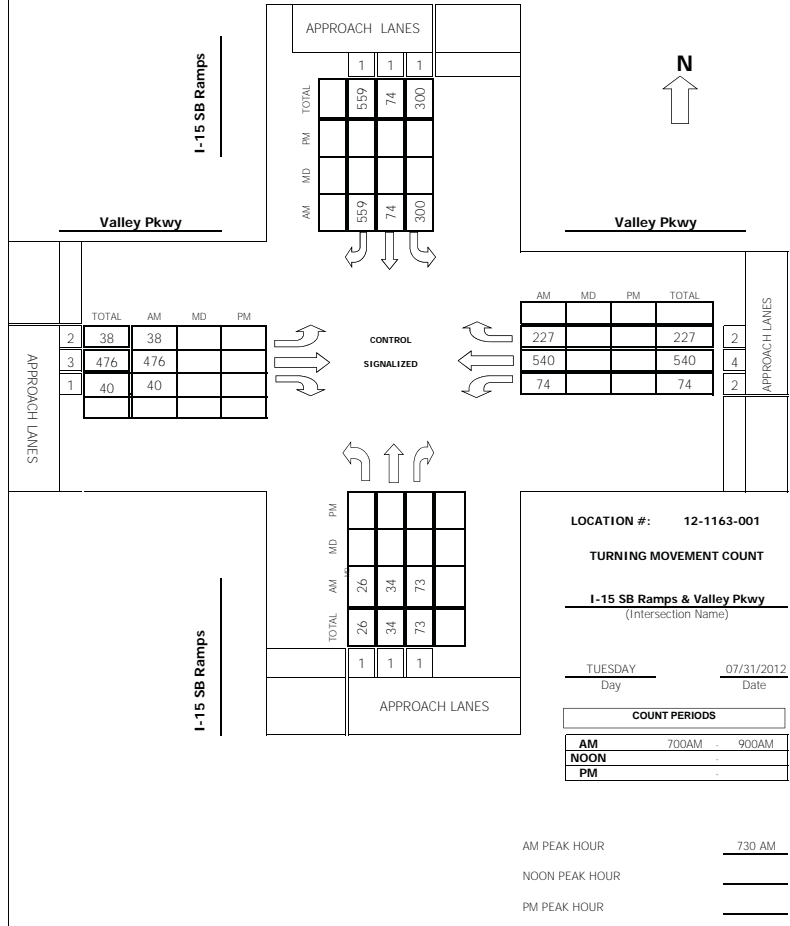 APPROACH LANES
1 1 1
I-15 SB Ramps
N
TOTAL 559 74 300
PM
MD
AM 559 74 300
Valley Pkwy
Valley Pkwy
TOTAL AM MD PM
2 38 38
3 476 476
1 40 40
APPROACH LANES
CONTROL
SIGNALIZED
AM MD PM TOTAL
227 227 2
540 540 4
74 74 2
APPROACH LANES
PM
MD
AM 26 34 73
TOTAL 26 34 73
1 1 1
APPROACH LANES
I-15 SB Ramps
LOCATION #: 12-1163-001
TURNING MOVEMENT COUNT
I-15 SB Ramps & Valley Pkwy
(Intersection Name)
TUESDAY 07/31/2012
Day Date
COUNT PERIODS
AM 700AM - 900AM
NOON -
PM -
AM PEAK HOUR 730 AM
NOON PEAK HOUR
PM PEAK HOUR